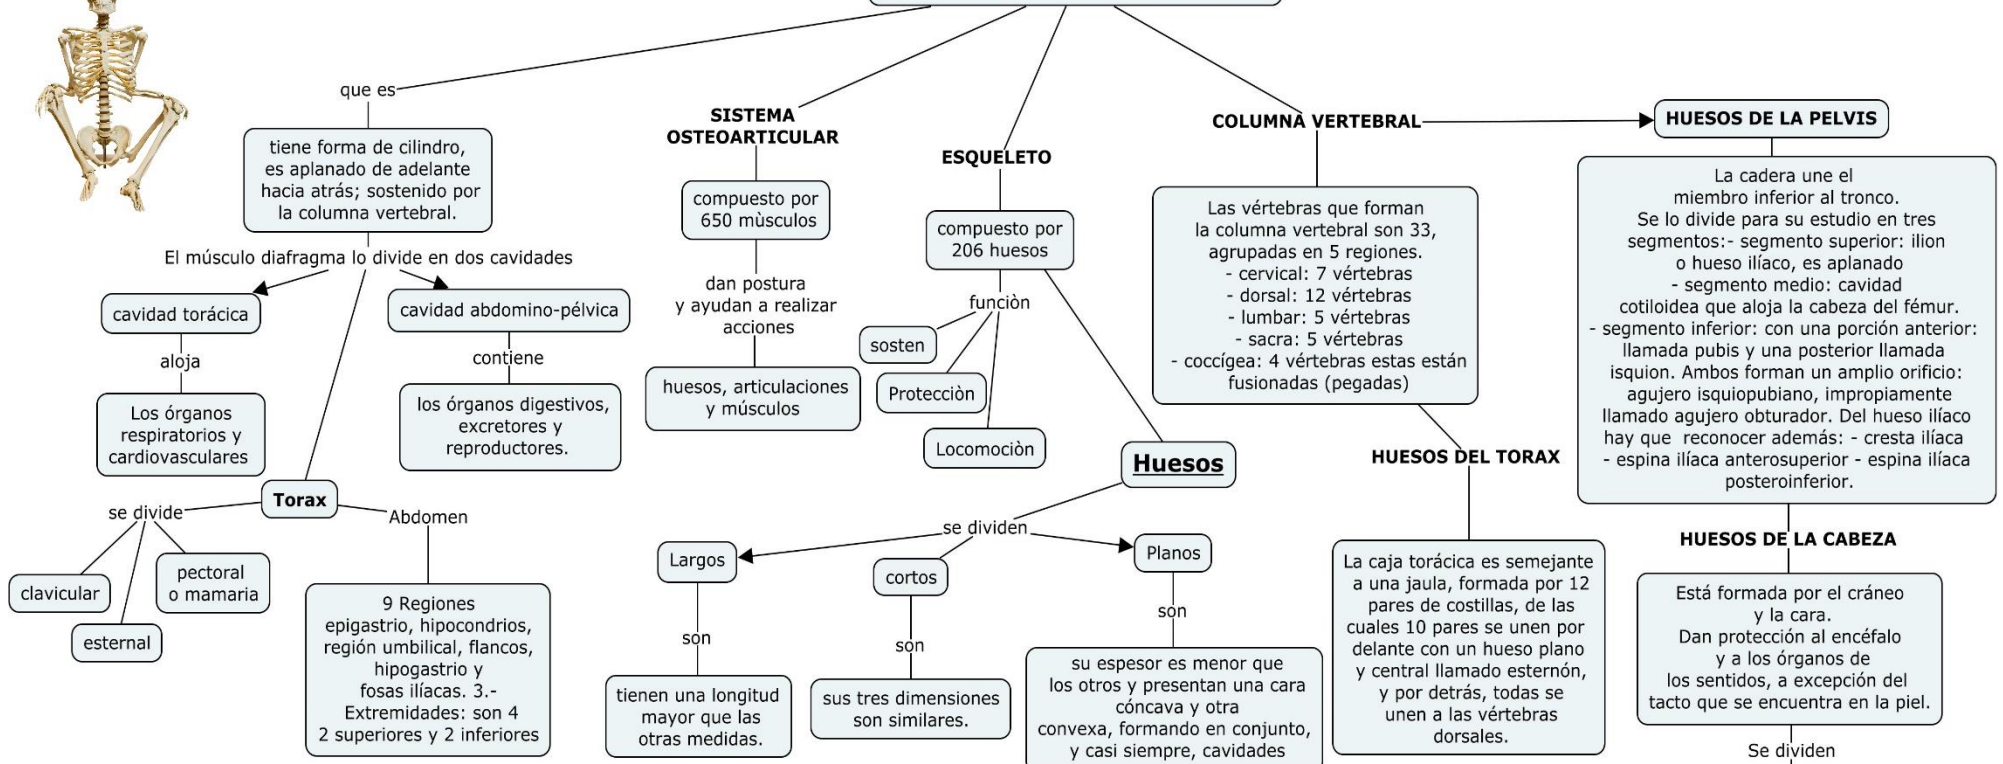 que es
tiene forma de cilindro,
es aplanado de adelante
hacia atrás; sostenido por
la columna vertebral.
El músculo diafragma lo divide en dos cavidades
cavidad torácica
aloja
Los órganos
respiratorios y
cardiovasculares
cavidad abdomino-pélvica
contiene
los órganos digestivos,
excretores y
reproductores.
Torax
se divide
clavicular
esternal
pectoral
o mamaria
Abdomen
9 Regiones
epigastrio, hipocondrios,
región umbilical, flancos,
hipogastrio y
fosas ilíacas. 3.-
Extremidades: son 4
2 superiores y 2 inferiores
SISTEMA
OSTEOARTICULAR
compuesto por
650 mùsculos
dan postura
y ayudan a realizar
acciones
huesos, articulaciones
y músculos
ESQUELETO
compuesto por
206 huesos
funciòn
sosten
Protecciòn
Locomociòn
Huesos
se dividen
Largos
son
tienen una longitud
mayor que las
otras medidas.
cortos
son
sus tres dimensiones
son similares.
Planos
son
su espesor es menor que
los otros y presentan una cara
cóncava y otra
convexa, formando en conjunto,
y casi siempre, cavidades
COLUMNA VERTEBRAL
Las vértebras que forman
la columna vertebral son 33,
agrupadas en 5 regiones.
- cervical: 7 vértebras
- dorsal: 12 vértebras
- lumbar: 5 vértebras
- sacra: 5 vértebras
- coccígea: 4 vértebras estas están
fusionadas (pegadas)
HUESOS DEL TORAX
La caja torácica es semejante
a una jaula, formada por 12
pares de costillas, de las
cuales 10 pares se unen por
delante con un hueso plano
y central llamado esternón,
y por detrás, todas se
unen a las vértebras
dorsales.
HUESOS DE LA PELVIS
La cadera une el
miembro inferior al tronco.
Se lo divide para su estudio en tres
segmentos:- segmento superior: ilion
o hueso ilíaco, es aplanado
- segmento medio: cavidad
cotiloidea que aloja la cabeza del fémur.
- segmento inferior: con una porción anterior:
llamada pubis y una posterior llamada
isquion. Ambos forman un amplio orificio:
agujero isquiopubiano, impropiamente
llamado agujero obturador. Del hueso ilíaco
hay que reconocer además: - cresta ilíaca
- espina ilíaca anterosuperior - espina ilíaca
posteroinferior.
HUESOS DE LA CABEZA
Está formada por el cráneo
y la cara.
Dan protección al encéfalo
y a los órganos de
los sentidos, a excepción del
tacto que se encuentra en la piel.
Se dividen